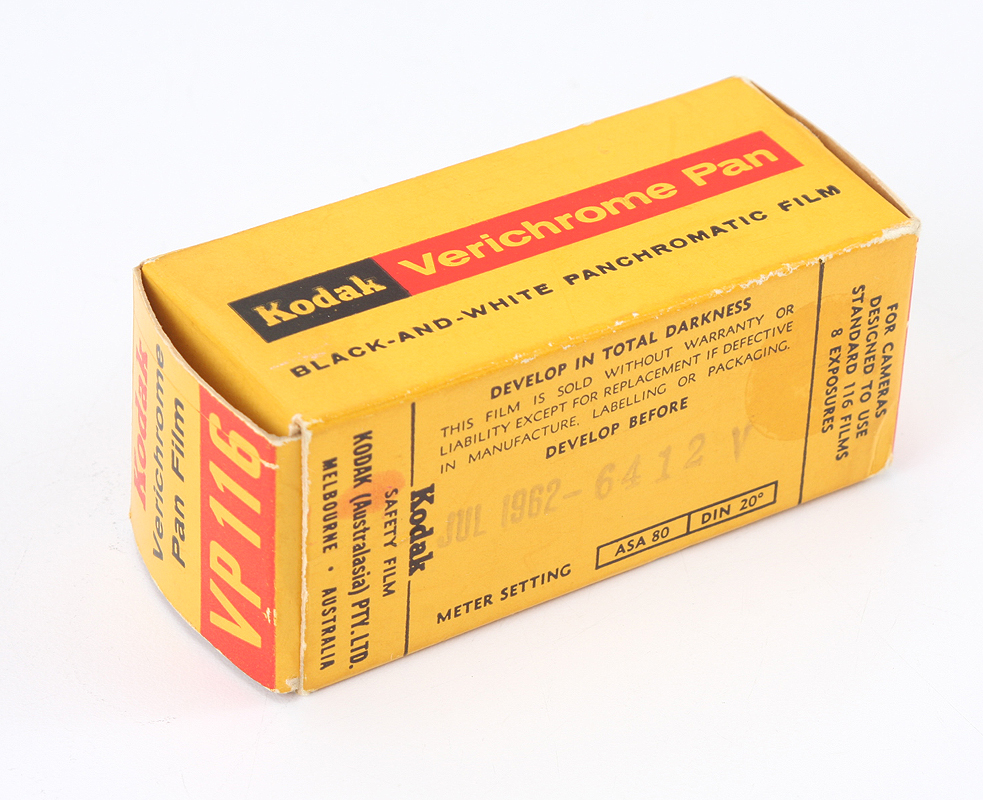 Kodak Verichrome Pan
BLACK-AND-WHITE PANCHROMATIC FILM
Kodak
Verichrome
Pan Film
VP 116
Kodak
SAFETY FILM
KODAK (Australasia) PTY. LTD.
MELBOURNE • AUSTRALIA
DEVELOP IN TOTAL DARKNESS
THIS FILM IS SOLD WITHOUT WARRANTY OR
LIABILITY EXCEPT FOR REPLACEMENT IF DEFECTIVE
IN MANUFACTURE, LABELLING OR PACKAGING.
DEVELOP BEFORE
JUL 1962- 6412 V
METER SETTING ASA 80 DIN 20°
FOR CAMERAS
DESIGNED TO USE
STANDARD 116 FILMS
8 EXPOSURES